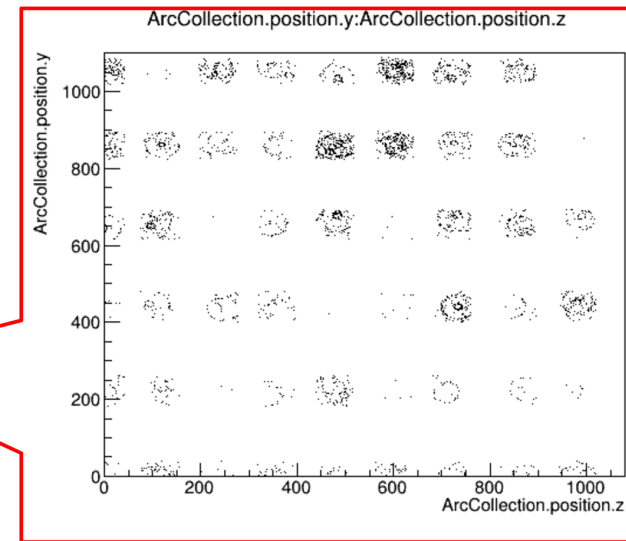 ArcCollection.position.y:ArcCollection.position.z
ArcCollection.position.y
1000
800
600
400
200
0
0 200 400 600 800 1000
ArcCollection.position.z